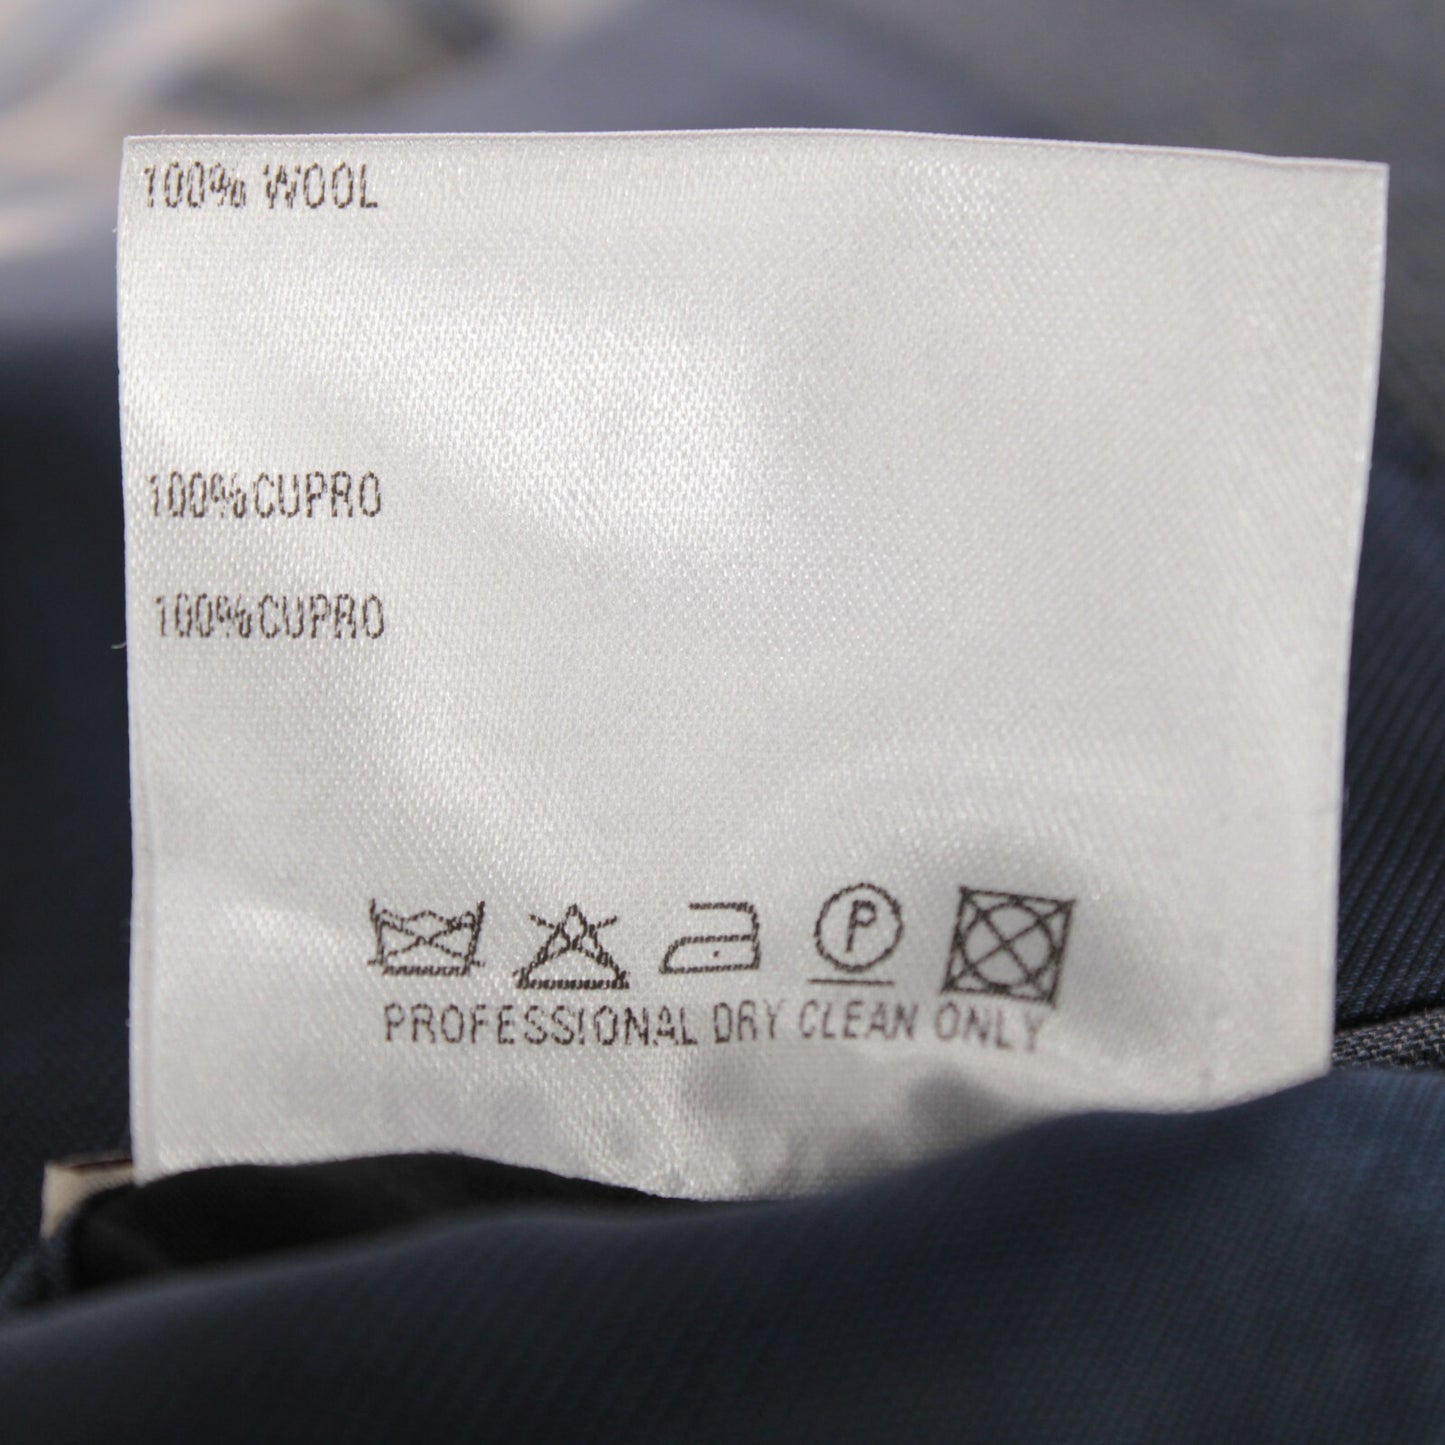 100% WOOL
100%CUPRO
100%CUPRO
P
PROFESSIONAL DRY CLEAN ONLY